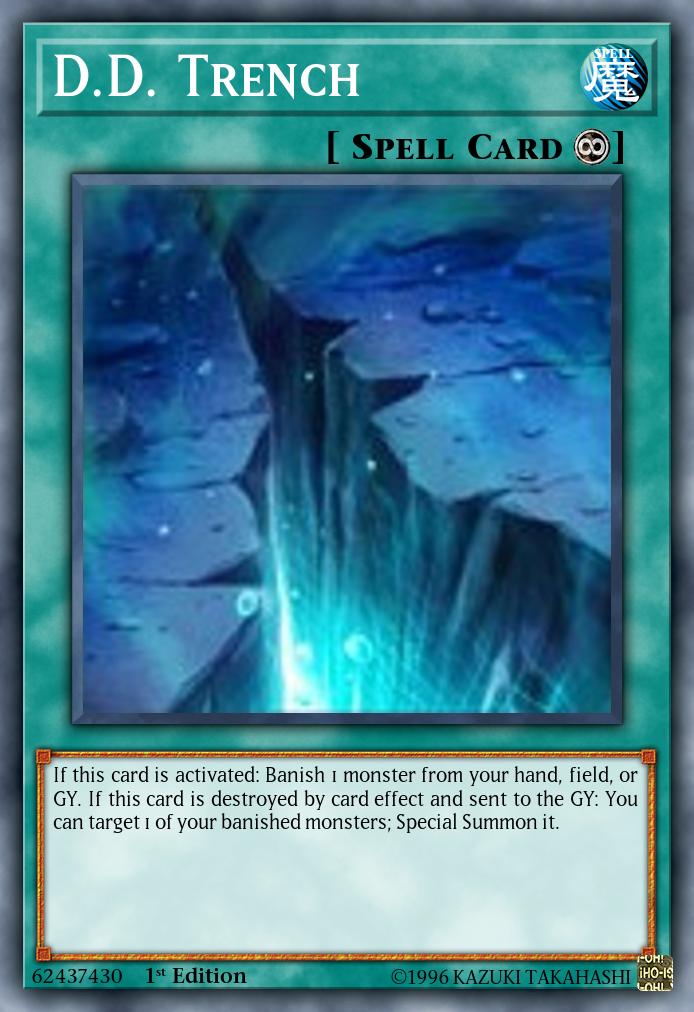 D.D. Trench
SPELL
魔
[ Spell Card ]
If this card is activated: Banish 1 monster from your hand, field, or
GY. If this card is destroyed by card effect and sent to the GY: You
can target 1 of your banished monsters; Special Summon it.
62437430 1st Edition ©1996 KAZUKI TAKAHASHI